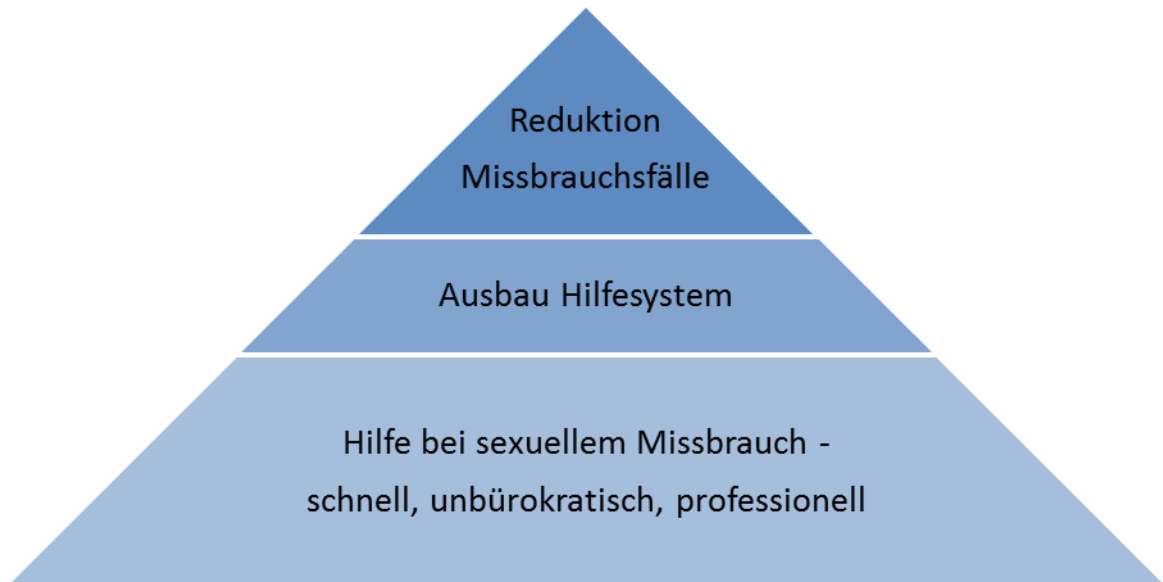 Reduktion
Missbrauchsfälle
Ausbau Hilfesystem
Hilfe bei sexuellem Missbrauch -
schnell, unbürokratisch, professionell